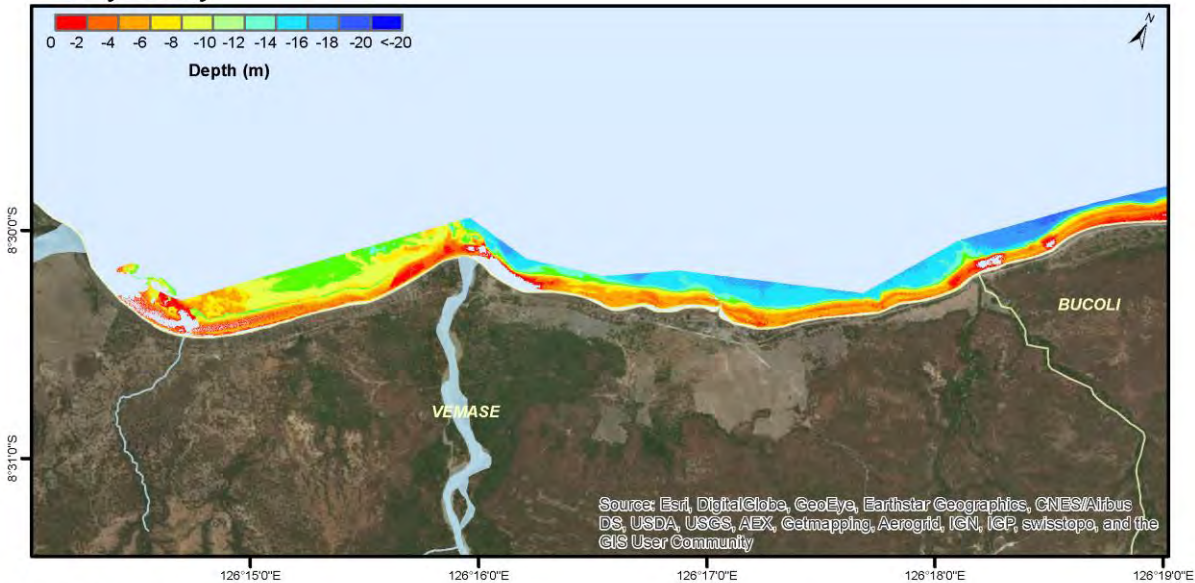 N
0 -2 -4 -6 -8 -10 -12 -14 -16 -18 -20 <-20
Depth (m)
8°30'0"S
BUCOLI
VEMASE
8°31'0"S
Source: Esri, DigitalGlobe, GeoEye, Earthstar Geographics, CNES/Airbus
DS, USDA, USGS, AEX, Getmapping, Aerogrid, IGN, IGP, swisstopo, and the
GIS User Community
126°15'0"E 126°16'0"E 126°17'0"E 126°18'0"E 126°19'0"E